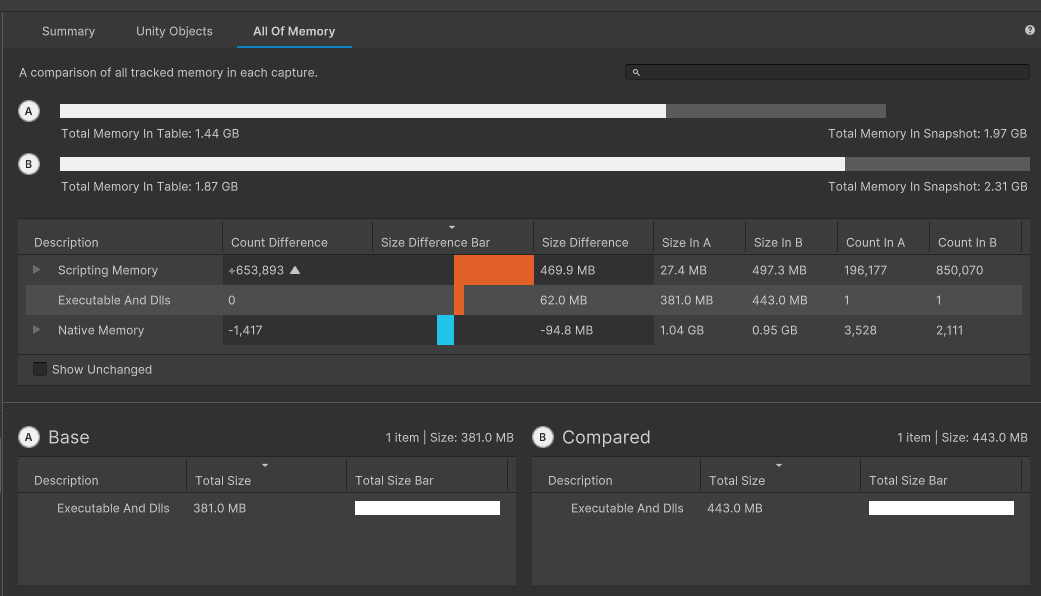 Summary Unity Objects All Of Memory ?
A comparison of all tracked memory in each capture.
A
Total Memory In Table: 1.44 GB Total Memory In Snapshot: 1.97 GB
B
Total Memory In Table: 1.87 GB Total Memory In Snapshot: 2.31 GB
Description Count Difference Size Difference Bar Size Difference Size In A Size In B Count In A Count In B
Scripting Memory +653,893 ▲ 469.9 MB 27.4 MB 497.3 MB 196,177 850,070
Executable And Dlls 0 62.0 MB 381.0 MB 443.0 MB 1 1
Native Memory -1,417 -94.8 MB 1.04 GB 0.95 GB 3,528 2,111
Show Unchanged
A Base 1 item | Size: 381.0 MB B Compared 1 item | Size: 443.0 MB
Description Total Size Total Size Bar Description Total Size Total Size Bar
Executable And Dlls 381.0 MB Executable And Dlls 443.0 MB